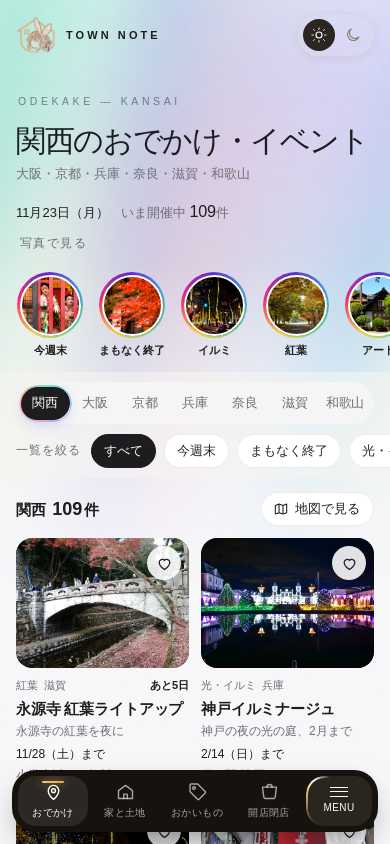 TOWN NOTE
ODEKAKE — KANSAI
関西のおでかけ・イベント
大阪・京都・兵庫・奈良・滋賀・和歌山
11月23日（月） いま開催中 109件
写真で見る
今週末 まもなく終了 イルミ 紅葉 アー
関西 大阪 京都 兵庫 奈良 滋賀 和歌山
一覧を絞る すべて 今週末 まもなく終了 光・
関西 109件 地図で見る
紅葉 滋賀 あと5日
永源寺 紅葉ライトアップ
永源寺の紅葉を夜に
11/28（土）まで
光・イルミ 兵庫
神戸イルミナージュ
神戸の夜の光の庭、2月まで
2/14（日）まで
おでかけ 家と土地 おかいもの 開店閉店 MENU